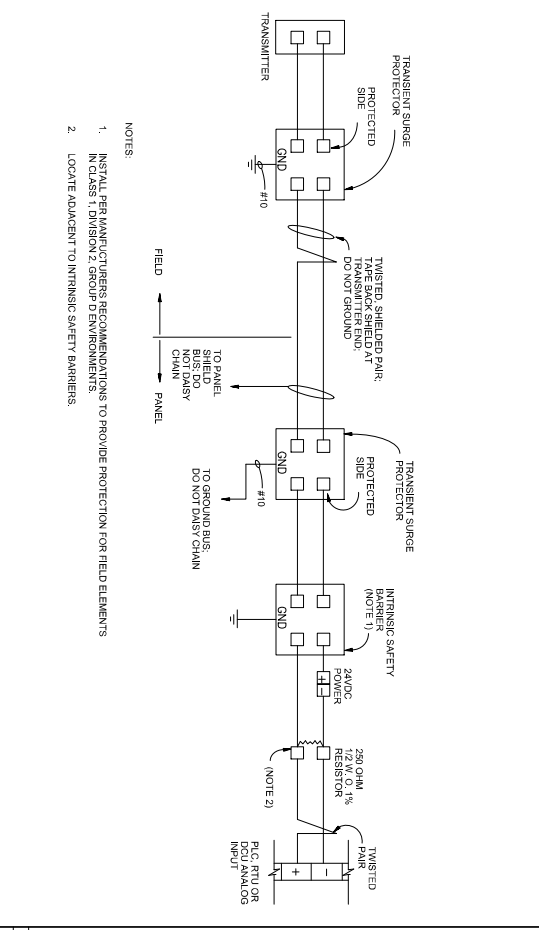 TRANSMITTER
TRANSIENT SURGE
PROTECTOR
PROTECTED
SIDE
GND
#10
TWISTED, SHIELDED PAIR;
TAPE BACK SHIELD AT
TRANSMITTER END;
DO NOT GROUND
FIELD
PANEL
TO PANEL
SHIELD
BUS; DO
NOT DAISY
CHAIN
TRANSIENT SURGE
PROTECTOR
PROTECTED
SIDE
GND
#10
TO GROUND BUS;
DO NOT DAISY CHAIN
INTRINSIC SAFETY
BARRIER
(NOTE 1)
GND
24VDC
POWER
+ −
250 OHM
1/2 W. O. 1%
RESISTOR
(NOTE 2)
TWISTED
PAIR
−
+
PLC, RTU OR
DCU ANALOG
INPUT
NOTES:
1. INSTALL PER MANFUCTURERS RECOMMENDATIONS TO PROVIDE PROTECTION FOR FIELD ELEMENTS
IN CLASS 1, DIVISION 2, GROUP D ENVIRONMENTS.
2. LOCATE ADJACENT TO INTRINSIC SAFETY BARRIERS.